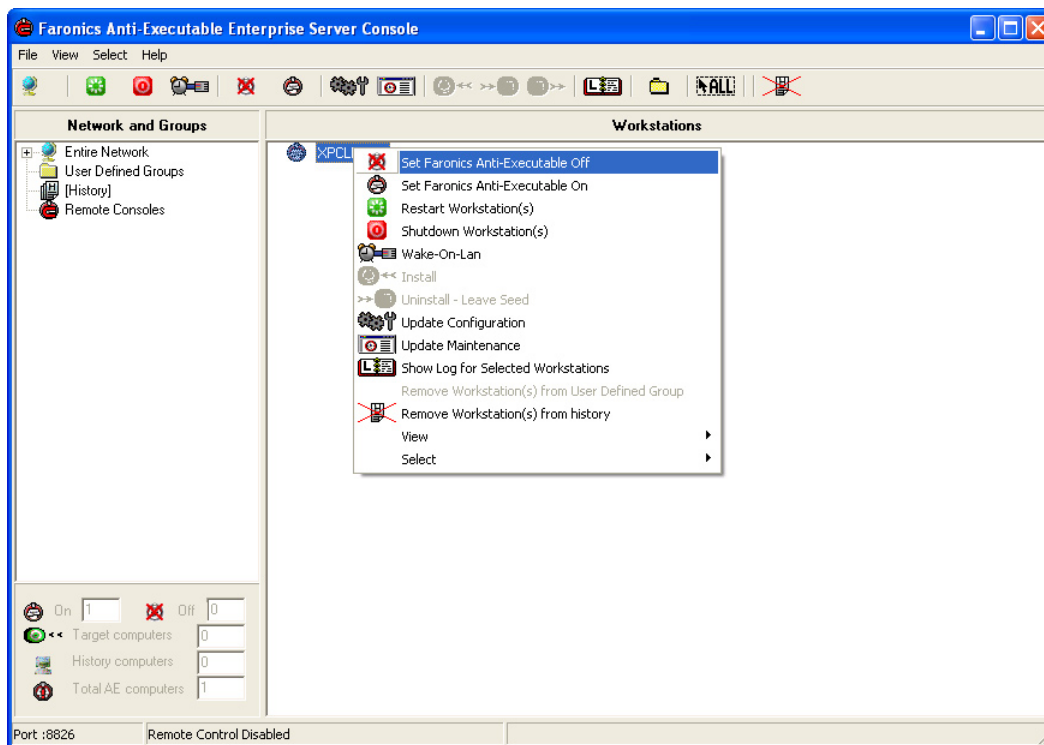 Faronics Anti-Executable Enterprise Server Console
File View Select Help
ALL
Network and Groups
Workstations
Entire Network
User Defined Groups
[History]
Remote Consoles
Set Faronics Anti-Executable Off
Set Faronics Anti-Executable On
Restart Workstation(s)
Shutdown Workstation(s)
Wake-On-Lan
Install
Uninstall - Leave Seed
Update Configuration
Update Maintenance
Show Log for Selected Workstations
Remove Workstation(s) from User Defined Group
Remove Workstation(s) from history
View
Select
On 1 Off 0
Target computers 0
History computers 0
Total AE computers 1
Port :8826 Remote Control Disabled